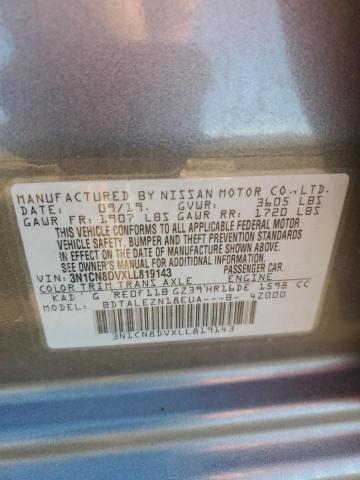 MANUFACTURED BY NISSAN MOTOR CO.,LTD.
DATE: 09/19. GVWR: 3605 LBS
GAWR FR: 1907 LBS GAWR RR: 1720 LBS
THIS VEHICLE CONFORMS TO ALL
APPLICABLE FEDERAL MOTOR VEHICLE
SAFETY, BUMPER, AND THEFT PREVENTION
STANDARDS IN EFFECT ON THE DATE OF
MANUFACTURE SHOWN ABOVE.
SEE OWNER'S MANUAL FOR
ADDITIONAL INFORMATION.
VIN: 3N1CN8DVXLL819143 PASSENGER CAR.
COLOR TRIM TRANS AXLE ENGINE
KAD G RE0F11B GZ39 HR16DE 1598 CC
MODEL: BDTALEZN18EUA---B- 4Z000
3N1CN8DVXLL819143